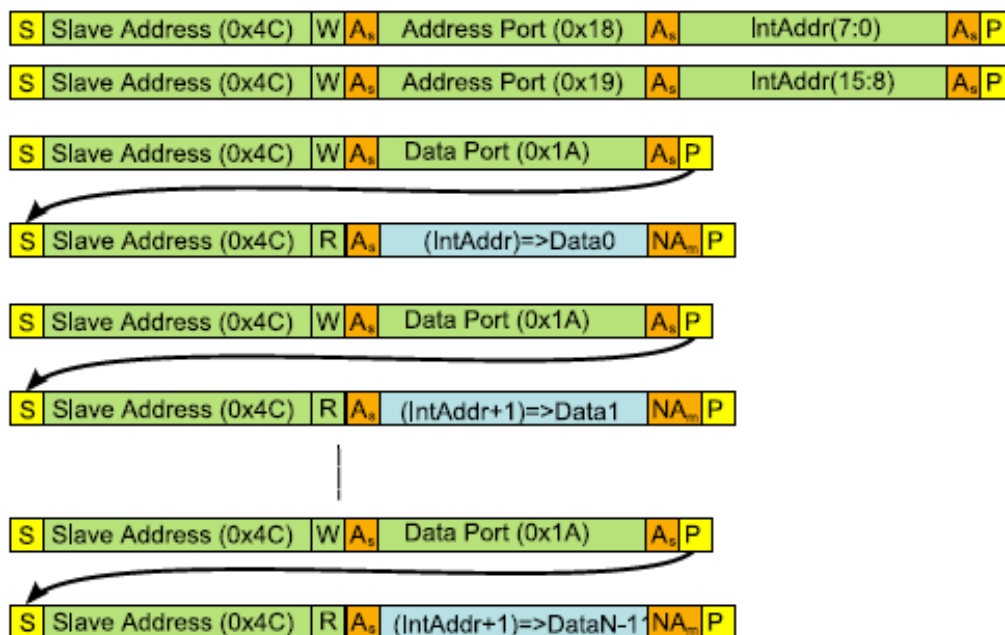 S Slave Address (0x4C) W As Address Port (0x18) As IntAddr(7:0) As P
S Slave Address (0x4C) W As Address Port (0x19) As IntAddr(15:8) As P
S Slave Address (0x4C) W As Data Port (0x1A) As P
S Slave Address (0x4C) R As (IntAddr)=>Data0 NAm P
S Slave Address (0x4C) W As Data Port (0x1A) As P
S Slave Address (0x4C) R As (IntAddr+1)=>Data1 NAm P
S Slave Address (0x4C) W As Data Port (0x1A) As P
S Slave Address (0x4C) R As (IntAddr+1)=>DataN-11 NAm P